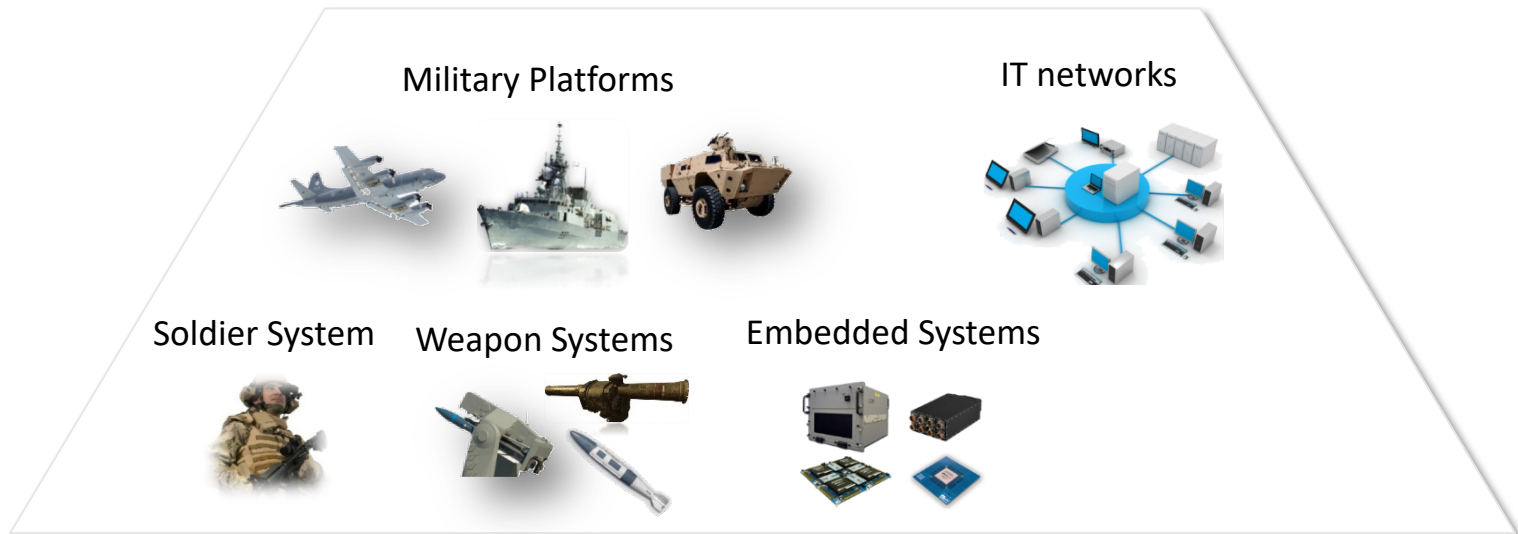 Military Platforms
IT networks
Soldier System
Weapon Systems
Embedded Systems